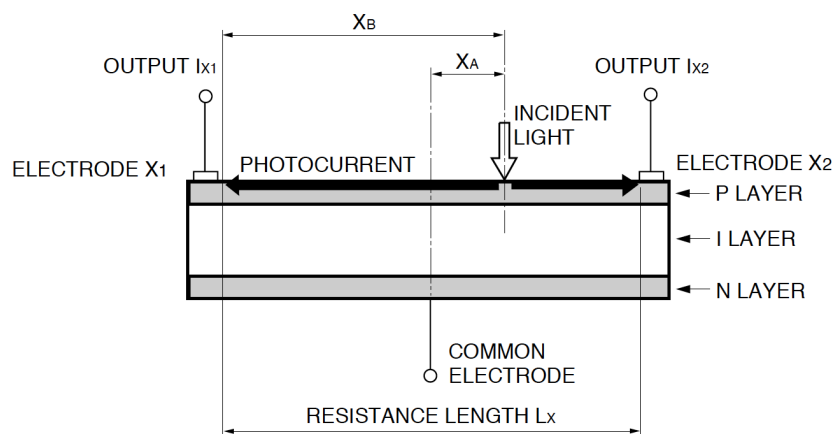 XB
XA
OUTPUT IX1
OUTPUT IX2
INCIDENT
LIGHT
ELECTRODE X1
PHOTOCURRENT
ELECTRODE X2
P LAYER
I LAYER
N LAYER
COMMON
ELECTRODE
RESISTANCE LENGTH LX